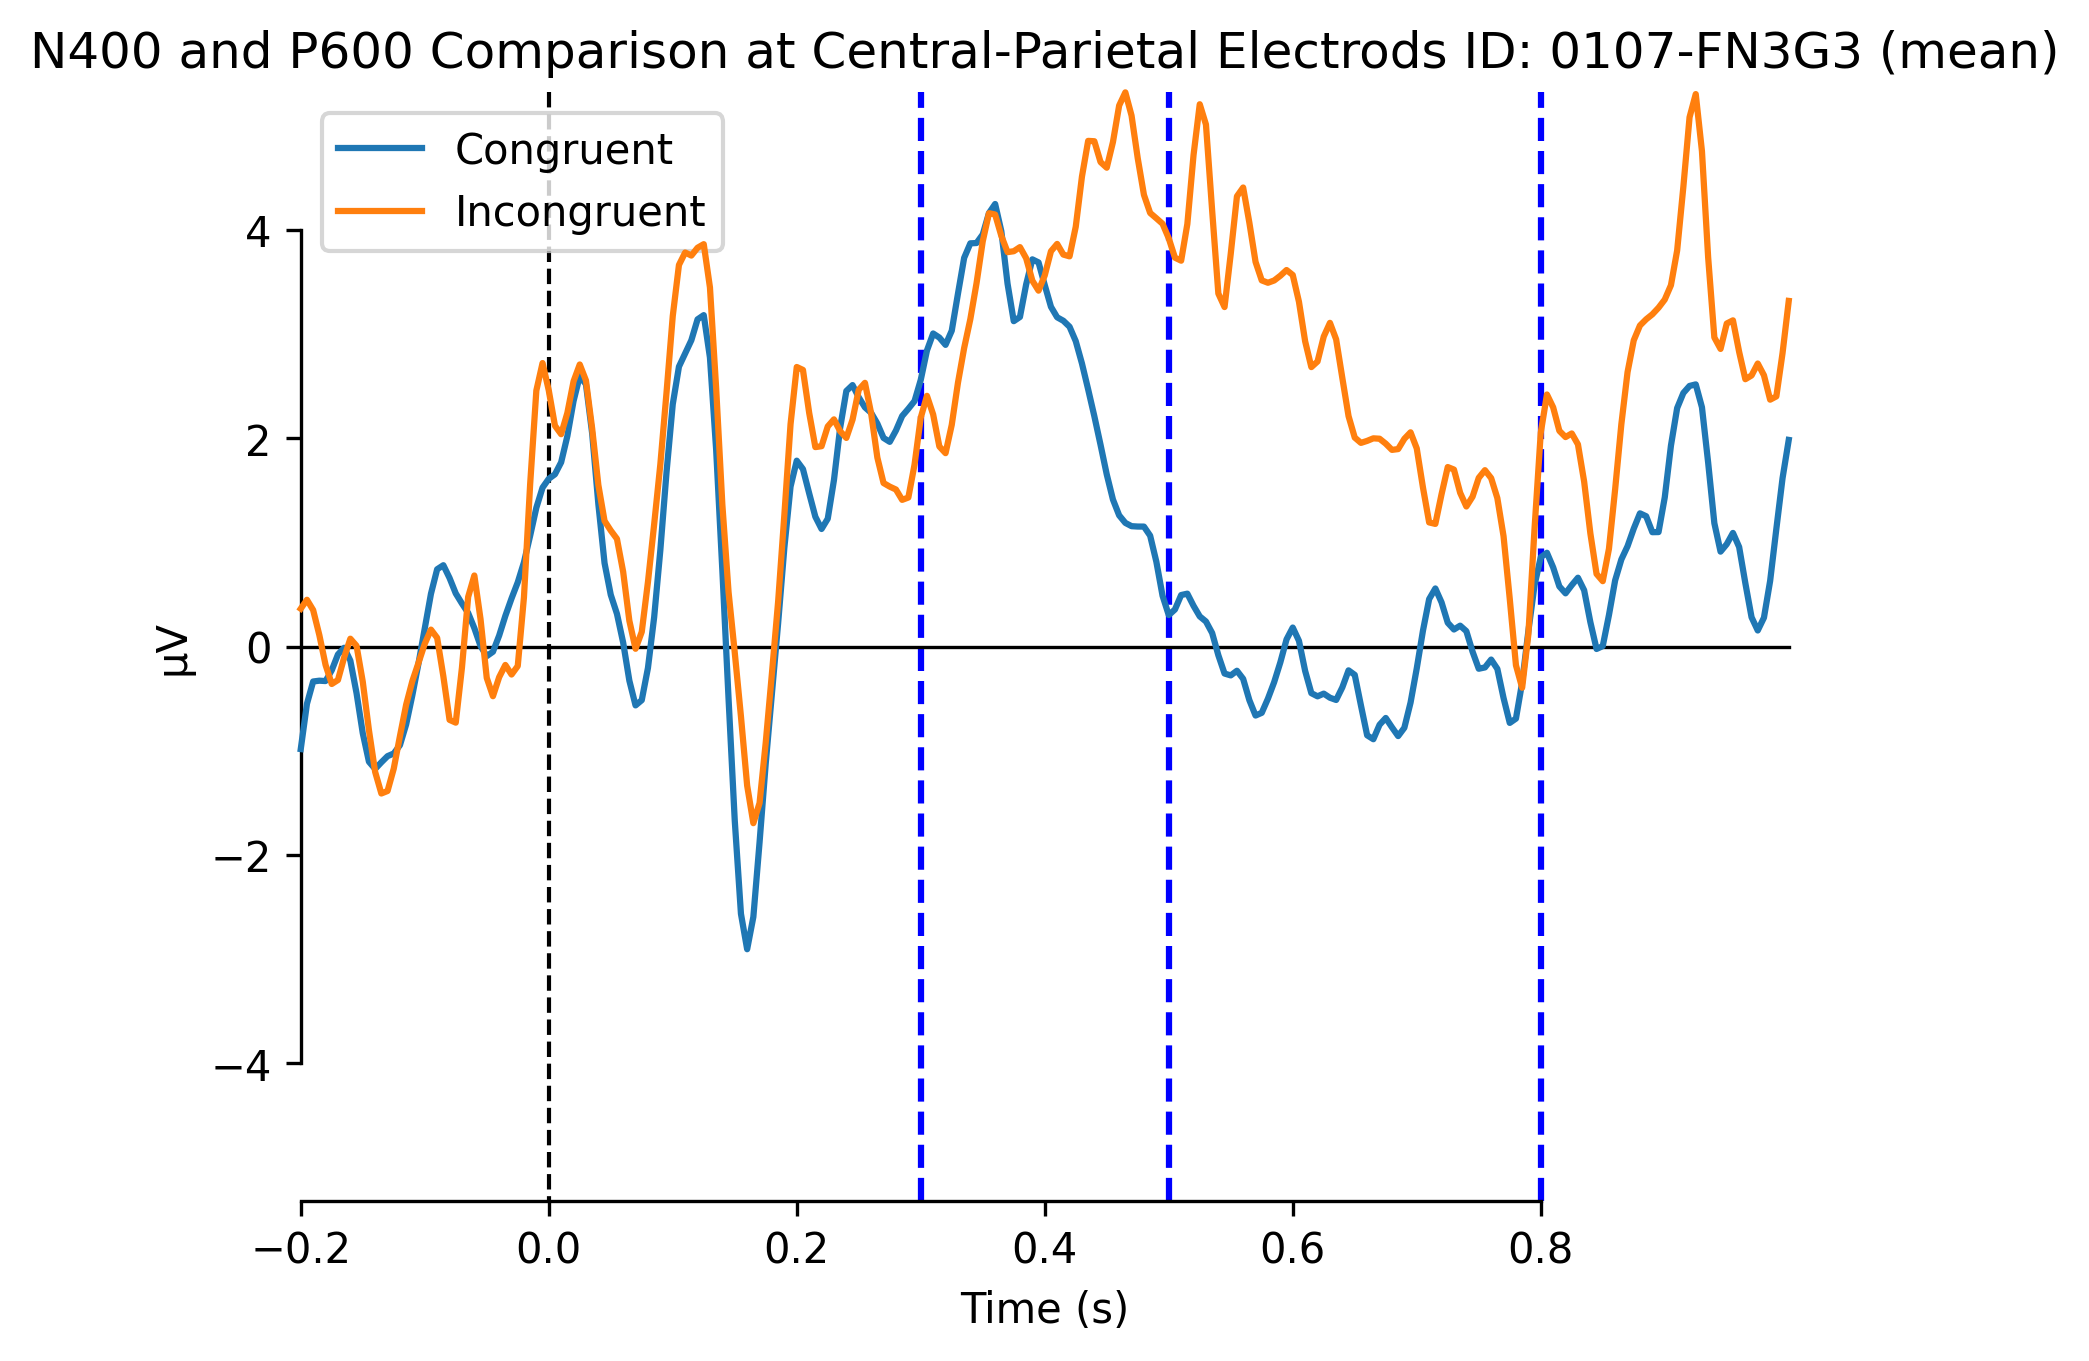 N400 and P600 Comparison at Central-Parietal Electrods ID: 0107-FN3G3 (mean)
Congruent
Incongruent
4
2
0
−2
−4
µV
−0.2 0.0 0.2 0.4 0.6 0.8
Time (s)